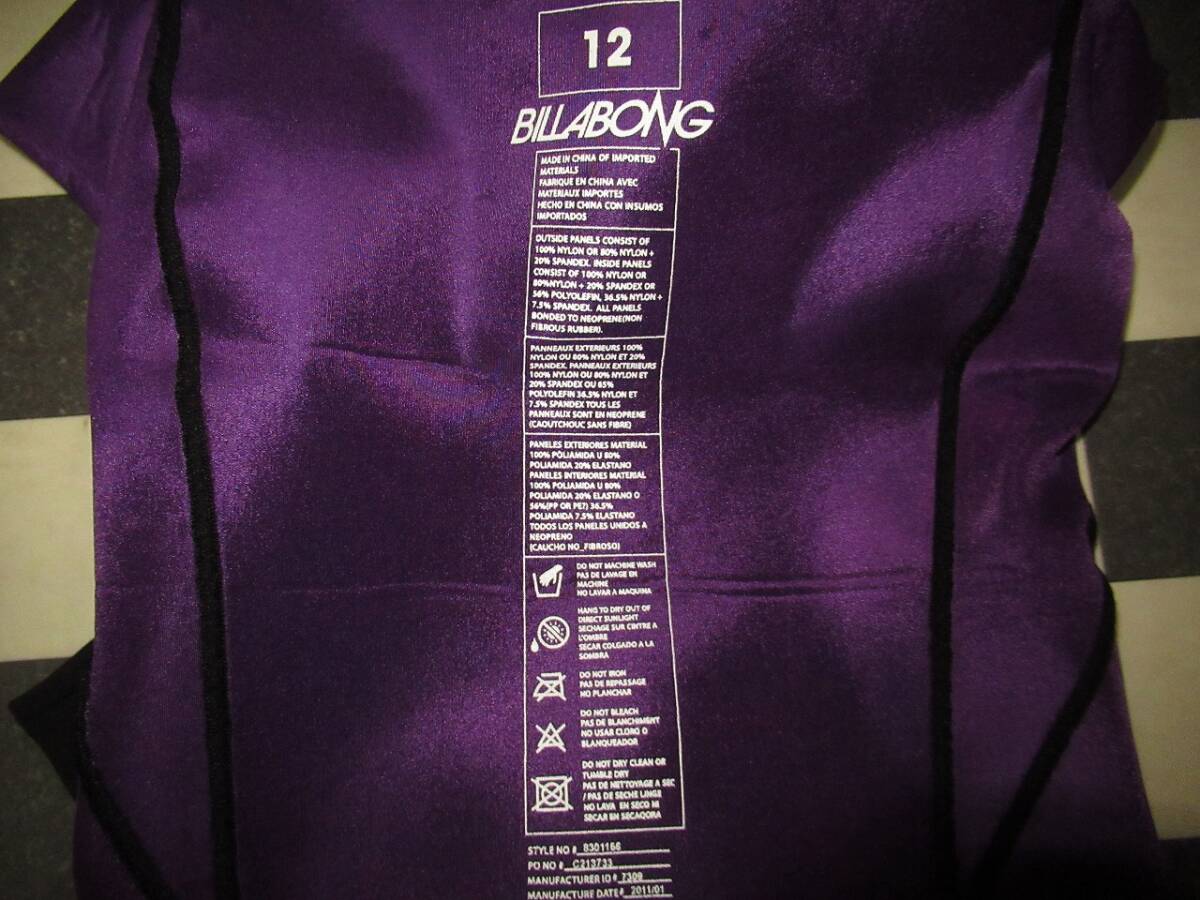 12
BILLABONG
MADE IN CHINA OF IMPORTED
MATERIALS
FABRIQUE EN CHINA AVEC
MATERIAUX IMPORTES
HECHO EN CHINA CON INSUMOS
IMPORTADOS
OUTSIDE PANELS CONSIST OF
100% NYLON OR 80% NYLON +
20% SPANDEX. INSIDE PANELS
CONSIST OF 100% NYLON OR
80%NYLON + 20% SPANDEX OR
56% POLYOLEFIN, 36.5% NYLON +
7.5% SPANDEX. ALL PANELS
BONDED TO NEOPRENE(NON
FIBROUS RUBBER).
PANNEAUX EXTERIEURS 100%
NYLON OU 80% NYLON ET 20%
SPANDEX. PANNEAUX EXTERIEURS
100% NYLON OU 80% NYLON ET
20% SPANDEX OU 65%
POLYOLEFIN 36.5% NYLON ET
7.5% SPANDEX TOUS LES
PANNEAUX SONT EN NEOPRENE
(CAOUTCHOUC SANS FIBRE)
PANELES EXTERIORES MATERIAL
100% POLIAMIDA U 80%
POLIAMIDA 20% ELASTANO
PANELES INTERIORES MATERIAL
100% POLIAMIDA U 80%
POLIAMIDA 20% ELASTANO O
56%(PP OR PE?) 36.5%
POLIAMIDA 7.5% ELASTANO
TODOS LOS PANELES UNIDOS A
NEOPRENO
(CAUCHO NO_FIBROSO)
DO NOT MACHINE WASH
PAS DE LAVAGE EN
MACHINE
NO LAVAR A MAQUINA
HANG TO DRY OUT OF
DIRECT SUNLIGHT
SECHAGE SUR CINTRE A
L'OMBRE
SECAR COLGADO A LA
SOMBRA
DO NOT IRON
PAS DE REPASSAGE
NO PLANCHAR
DO NOT BLEACH
PAS DE BLANCHIMENT
NO USAR CLORO O
BLANQUEADOR
DO NOT DRY CLEAN OR
TUMBLE DRY
PAS DE NETTOYAGE A SEC
/ PAS DE SECHE LINGE
NO LAVA EN SECO NI
SECAR EN SECAQORA
STYLE NO # 8301166
PO NO # C213733
MANUFACTURER ID # 7309
MANUFACTURE DATE # 2011/01